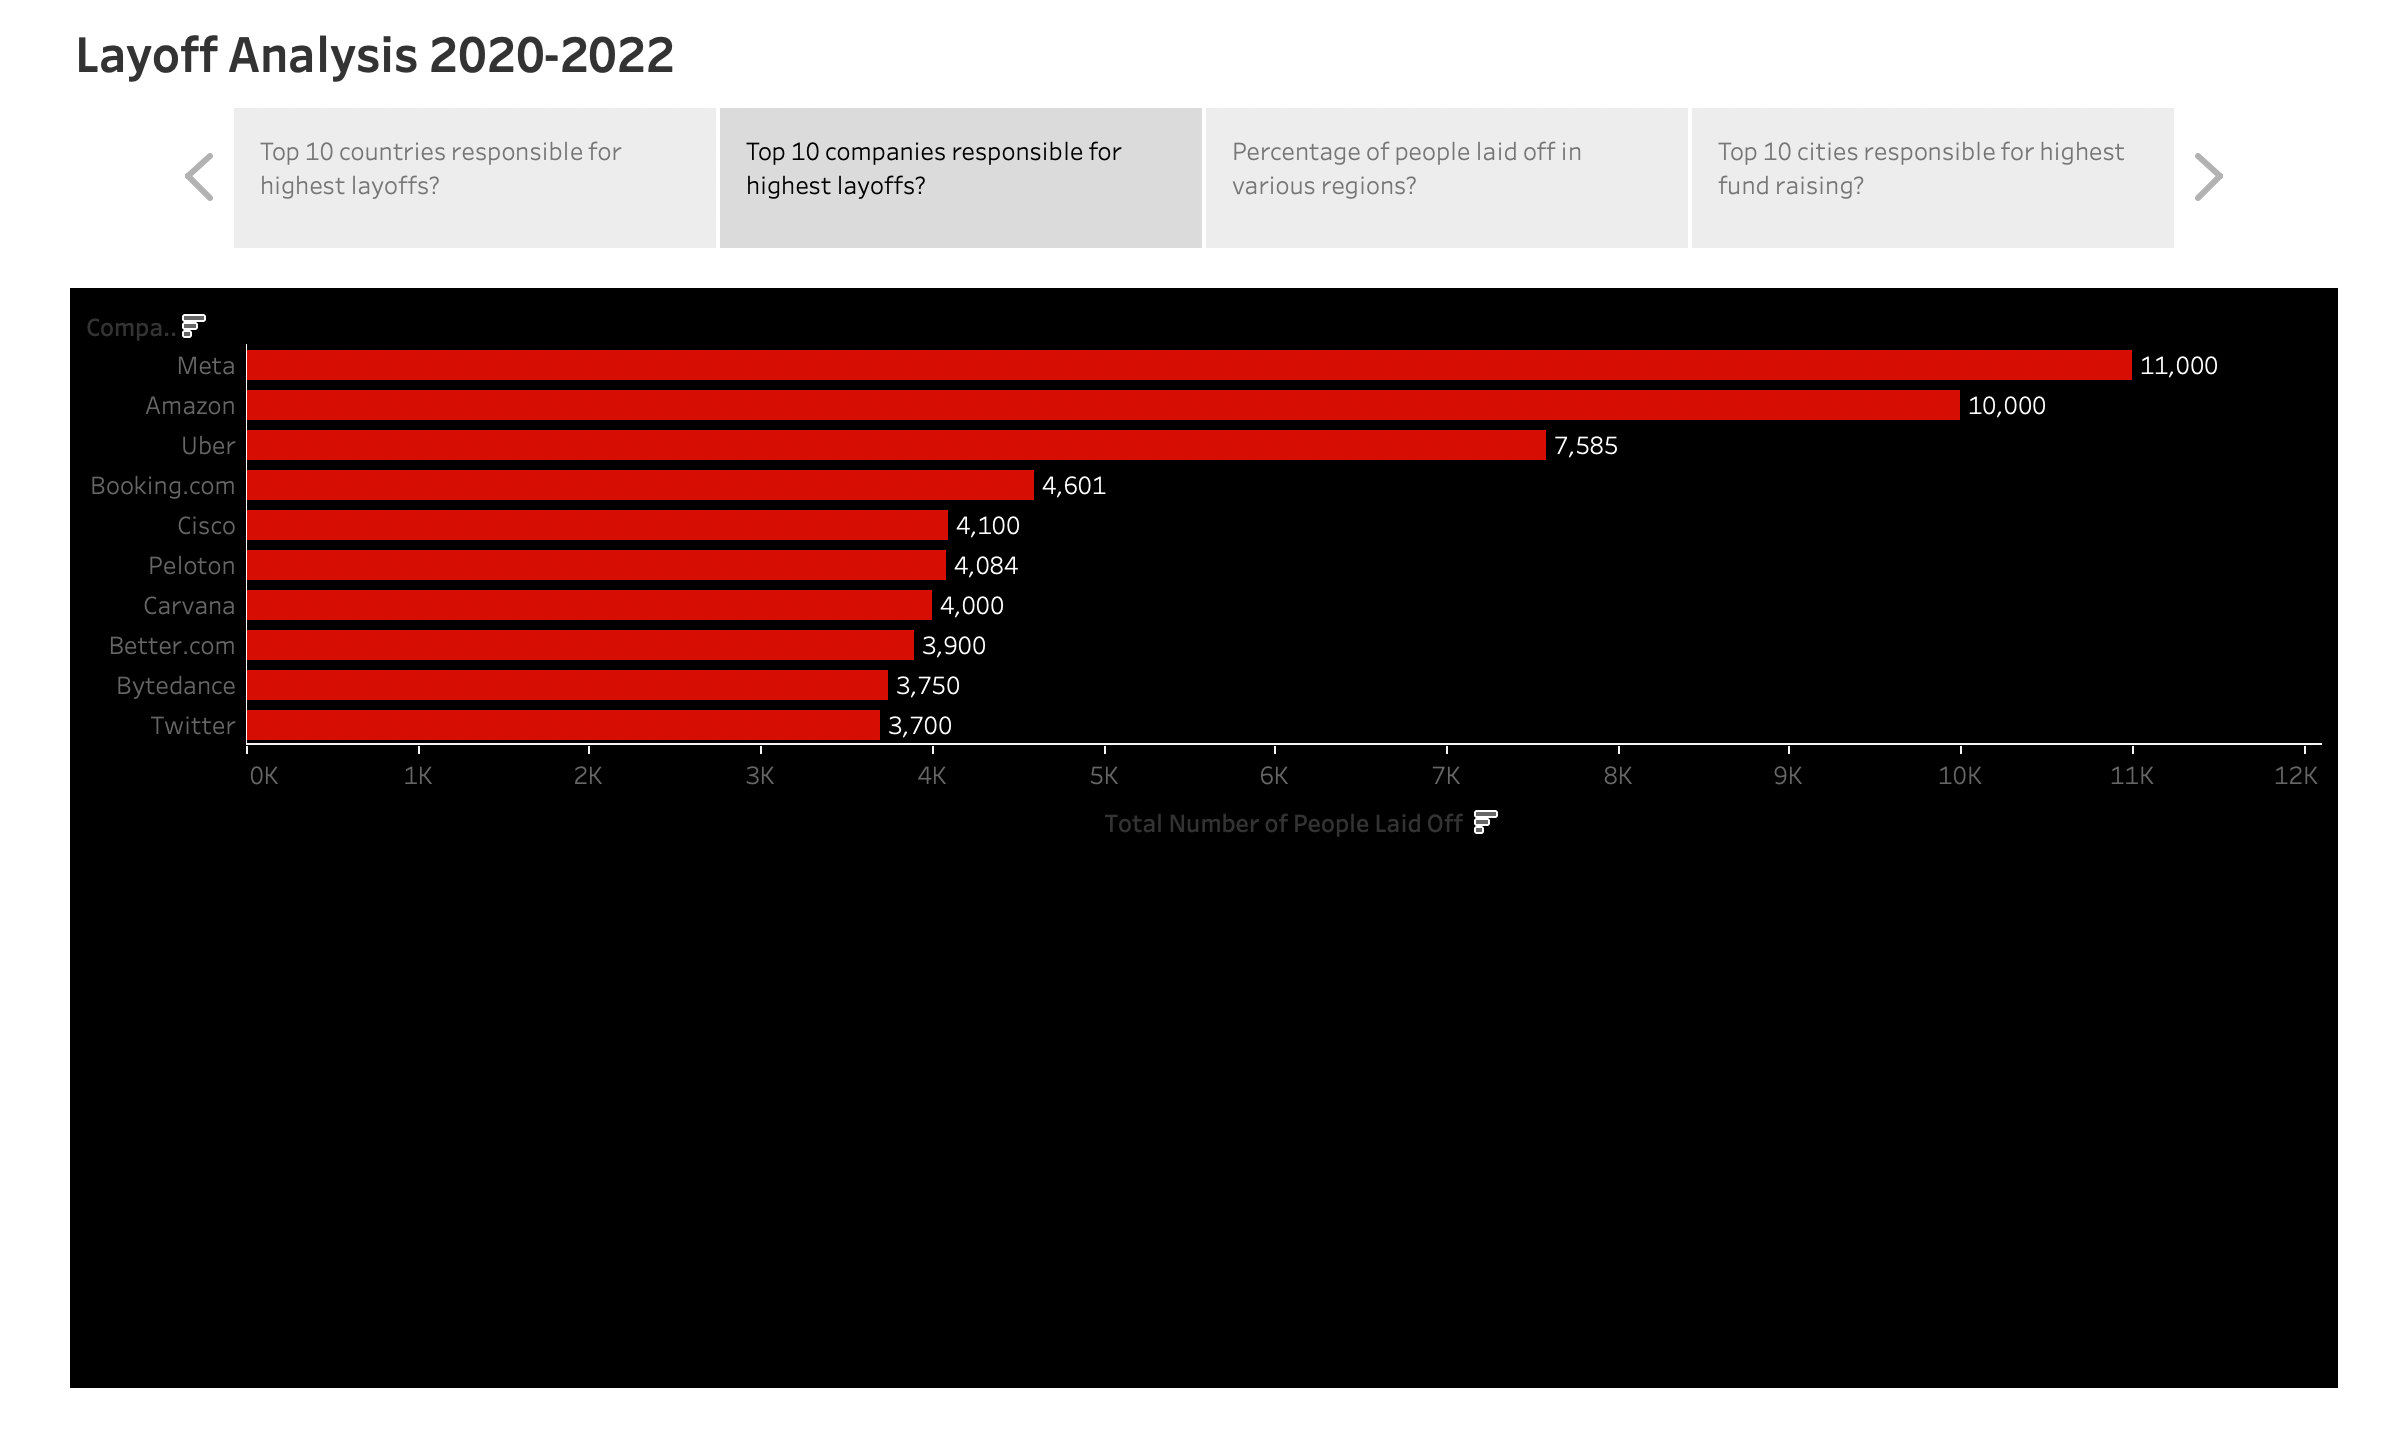 Layoff Analysis 2020-2022
Top 10 countries responsible for
highest layoffs?
Top 10 companies responsible for
highest layoffs?
Percentage of people laid off in
various regions?
Top 10 cities responsible for highest
fund raising?
Compa..
Meta 11,000
Amazon 10,000
Uber 7,585
Booking.com 4,601
Cisco 4,100
Peloton 4,084
Carvana 4,000
Better.com 3,900
Bytedance 3,750
Twitter 3,700
0K 1K 2K 3K 4K 5K 6K 7K 8K 9K 10K 11K 12K
Total Number of People Laid Off